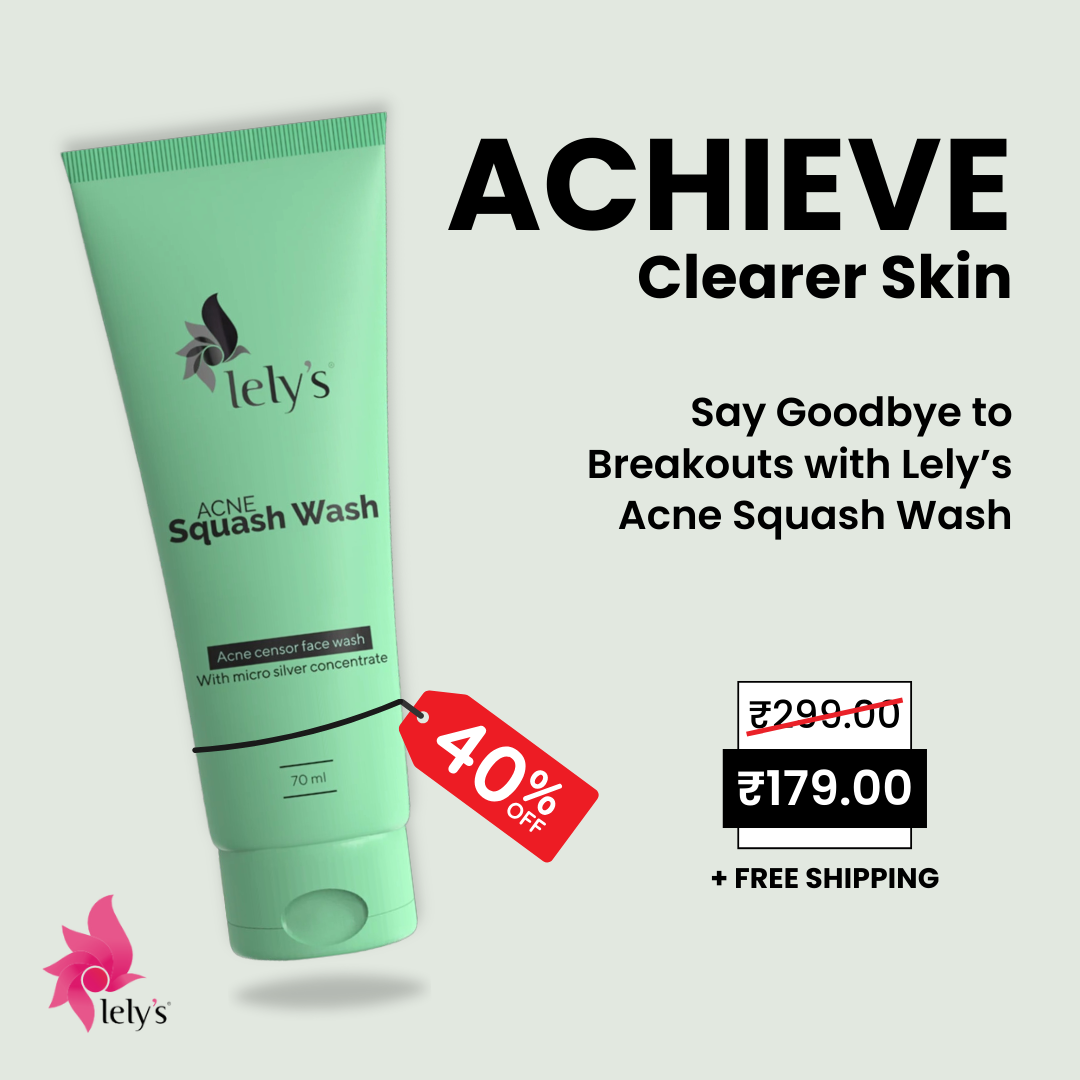 ACHIEVE
Clearer Skin
Say Goodbye to
Breakouts with Lely’s
Acne Squash Wash
lely's®
ACNE
Squash Wash
Acne censor face wash
With micro silver concentrate
70 ml
40%
OFF
₹299.00
₹179.00
+ FREE SHIPPING
lely's®